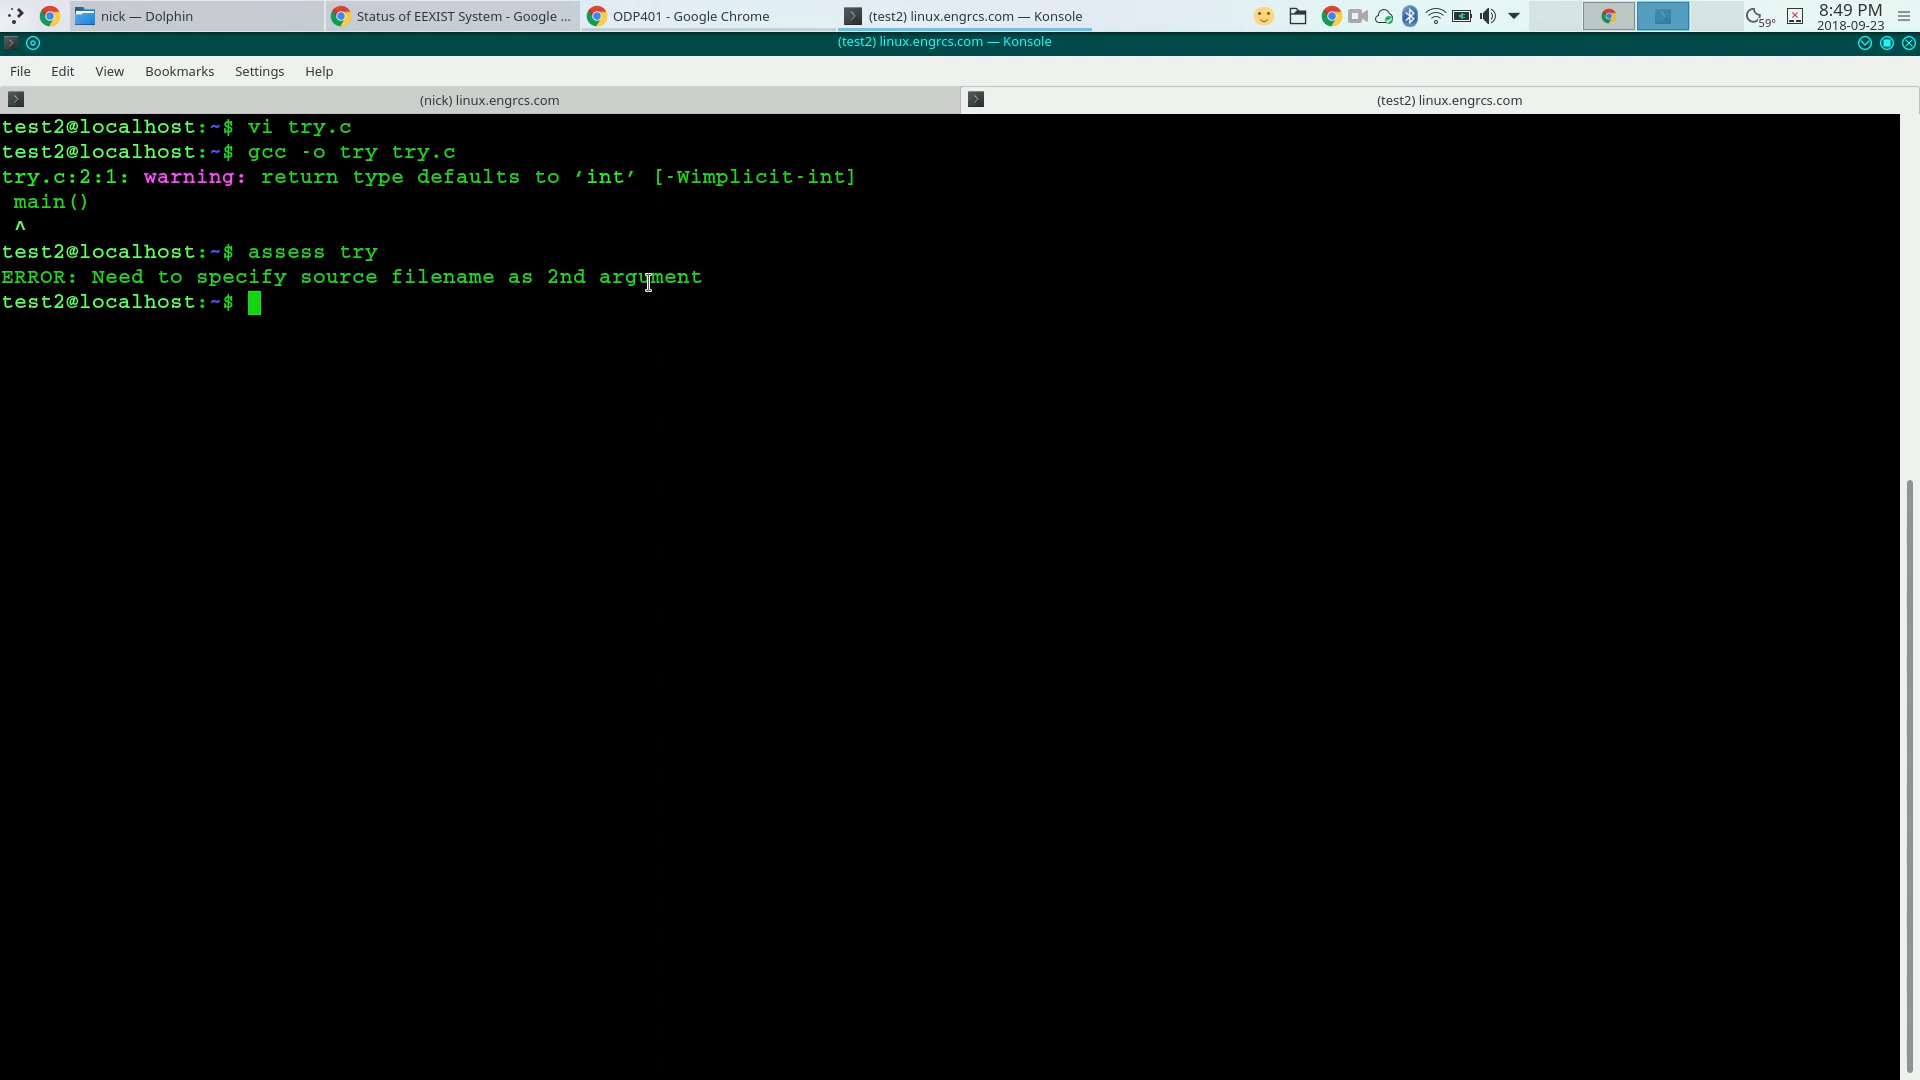 nick — Dolphin
Status of EEXIST System - Google ...
ODP401 - Google Chrome
(test2) linux.engrcs.com — Konsole
59°
8:49 PM
2018-09-23
(test2) linux.engrcs.com — Konsole
File Edit View Bookmarks Settings Help
(nick) linux.engrcs.com
(test2) linux.engrcs.com
test2@localhost:~$ vi try.c
test2@localhost:~$ gcc -o try try.c
try.c:2:1: warning: return type defaults to ‘int’ [-Wimplicit-int]
main()
^
test2@localhost:~$ assess try
ERROR: Need to specify source filename as 2nd argument
test2@localhost:~$